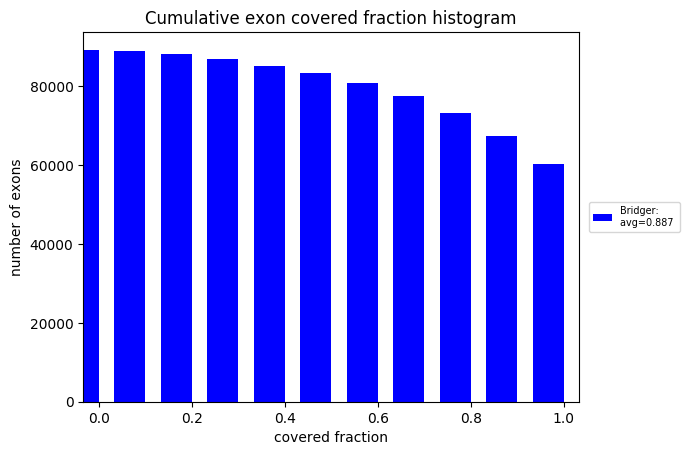 Cumulative exon covered fraction histogram
number of exons
80000
60000
40000
20000
0
0.0 0.2 0.4 0.6 0.8 1.0
covered fraction
Bridger:
avg=0.887